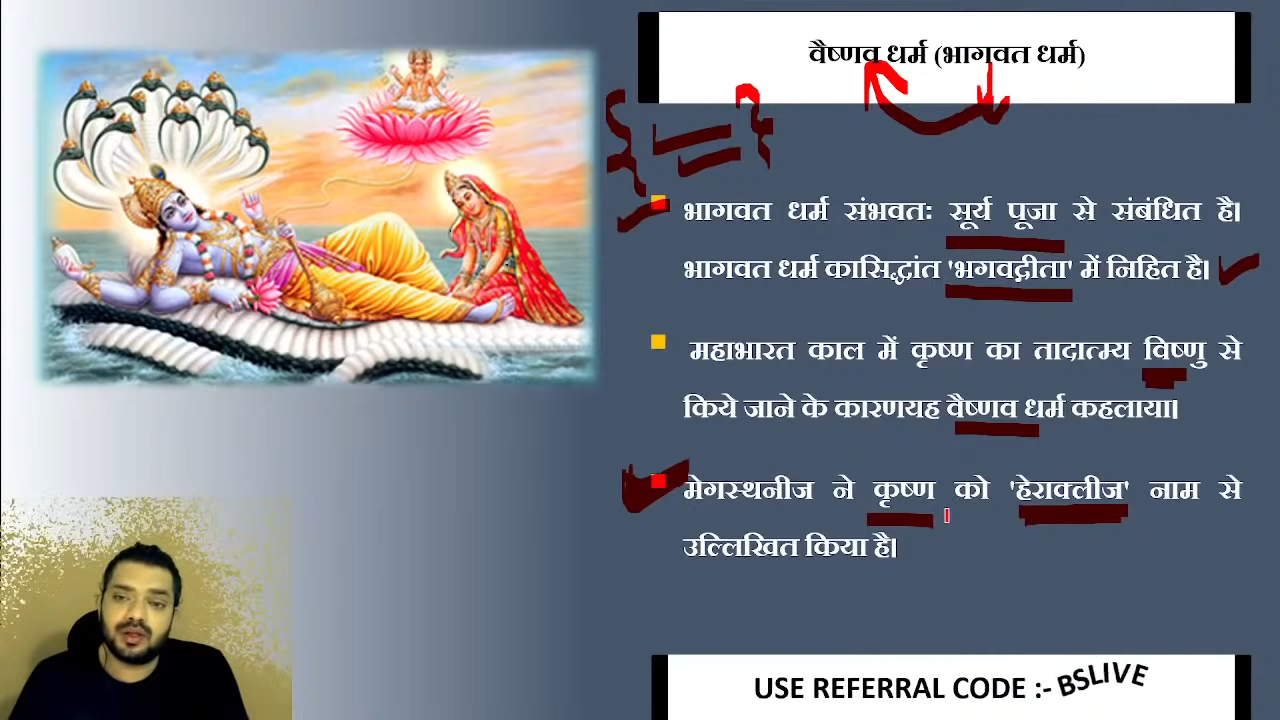 वैष्णव धर्म (भागवत धर्म)
भागवत धर्म संभवतः सूर्य पूजा से संबंधित है।
भागवत धर्म कासिद्धांत 'भगवद्गीता' में निहित है।
महाभारत काल में कृष्ण का तादात्म्य विष्णु से
किये जाने के कारणयह वैष्णव धर्म कहलाया।
मेगस्थनीज ने कृष्ण को 'हेराक्लीज' नाम से
उल्लिखित किया है।
USE REFERRAL CODE :- BSLIVE